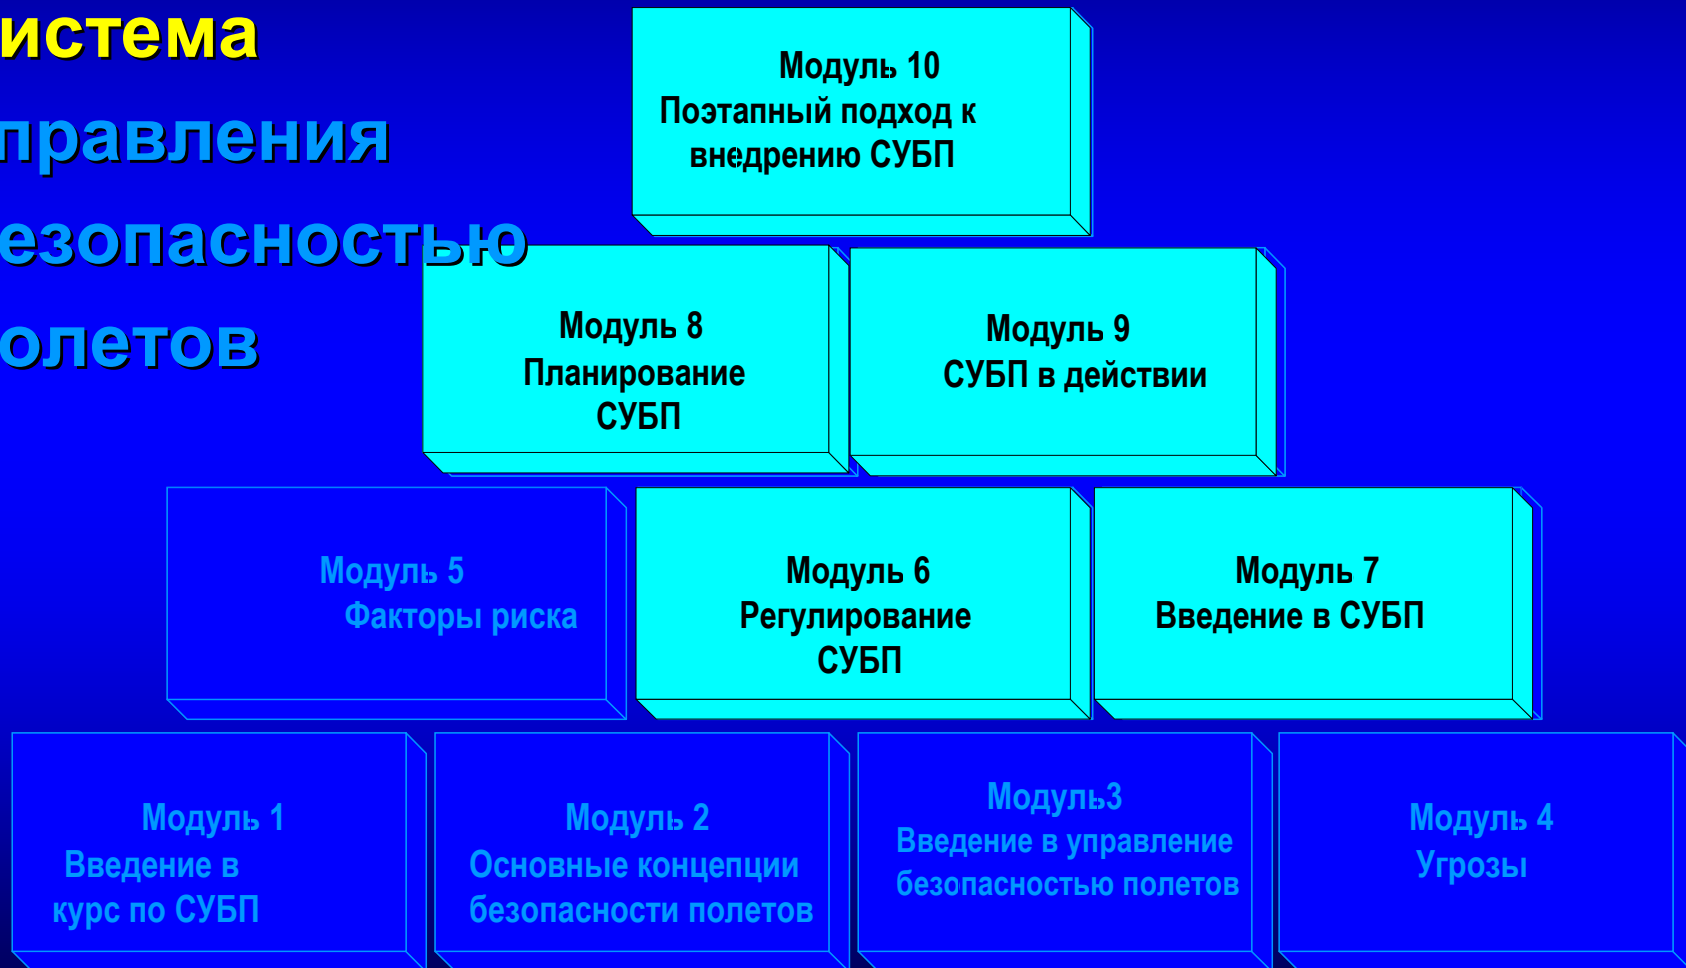 истема
правления
езопасностью
олетов
Модуль 10
Поэтапный подход к
внедрению СУБП
Модуль 8
Планирование
СУБП
Модуль 9
СУБП в действии
Модуль 5
Факторы риска
Модуль 6
Регулирование
СУБП
Модуль 7
Введение в СУБП
Модуль 1
Введение в
курс по СУБП
Модуль 2
Основные концепции
безопасности полетов
Модуль3
Введение в управление
безопасностью полетов
Модуль 4
Угрозы